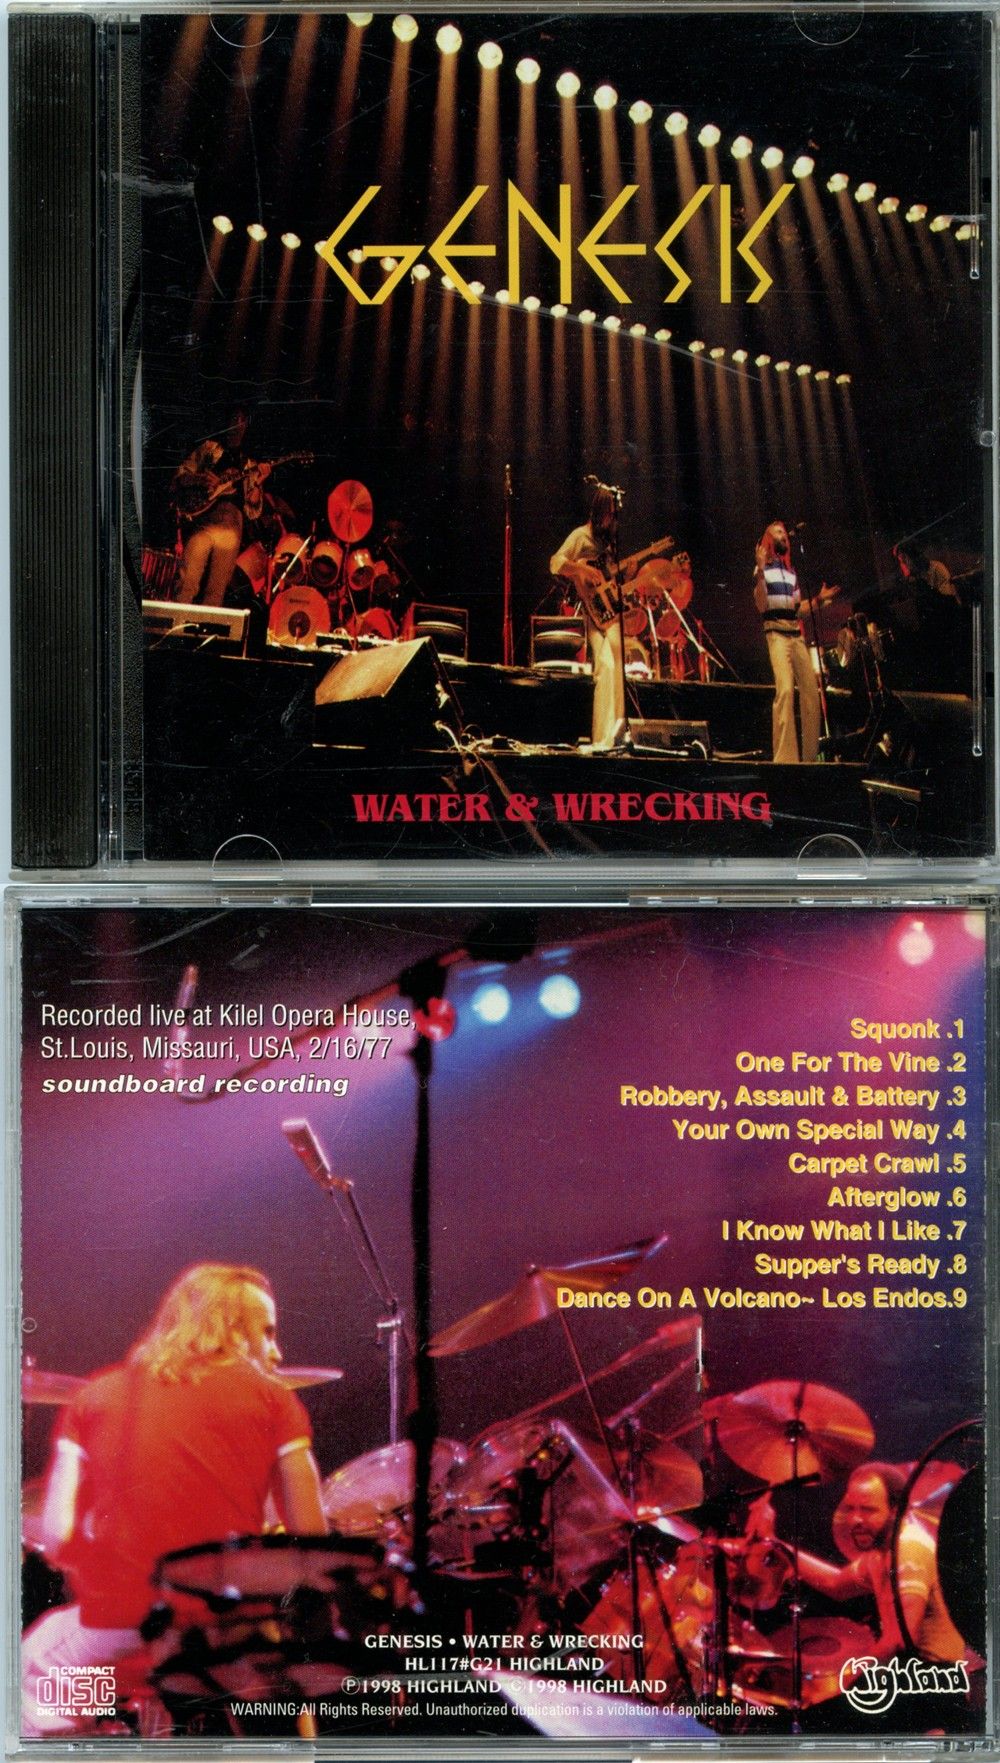 GENESIS
WATER & WRECKING
Recorded live at Kilel Opera House,
St.Louis, Missauri, USA, 2/16/77
soundboard recording
Squonk .1
One For The Vine .2
Robbery, Assault & Battery .3
Your Own Special Way .4
Carpet Crawl .5
Afterglow .6
I Know What I Like .7
Supper's Ready .8
Dance On A Volcano~ Los Endos.9
GENESIS • WATER & WRECKING
HL117#G21 HIGHLAND
Ⓟ1998 HIGHLAND ©1998 HIGHLAND
WARNING:All Rights Reserved. Unauthorized duplication is a violation of applicable laws.
COMPACT
disc
DIGITAL AUDIO
Highland